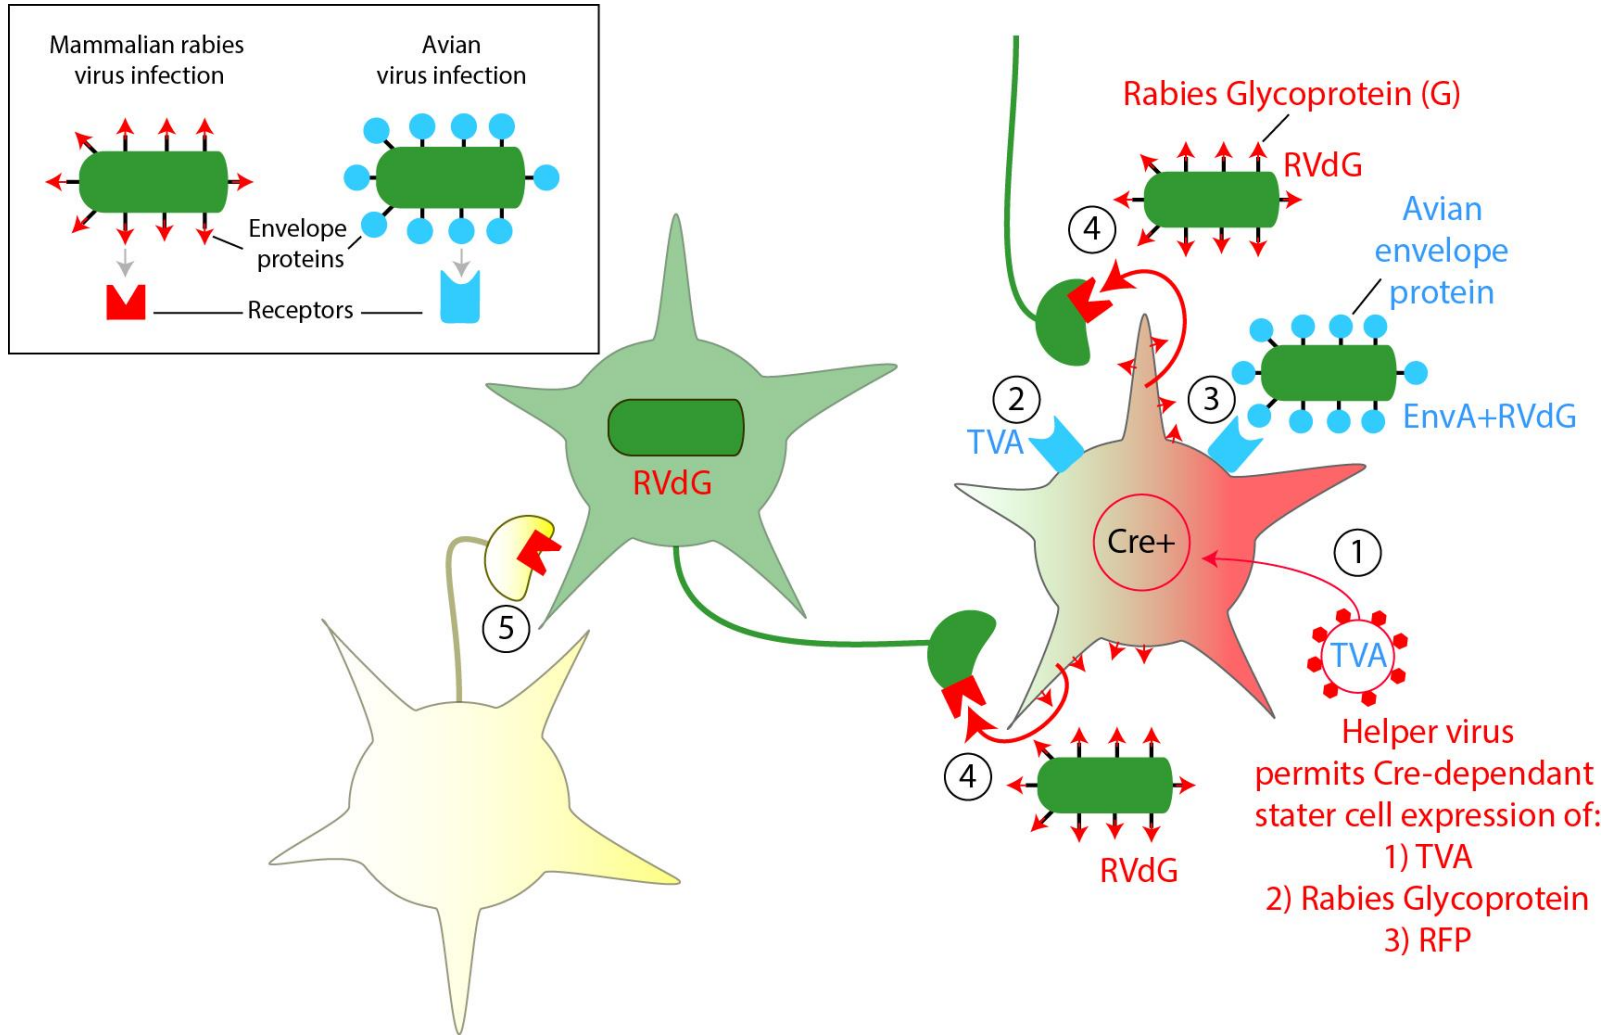 Mammalian rabies
virus infection
Avian
virus infection
Envelope
proteins
Receptors
Rabies Glycoprotein (G)
RVdG
4
Avian
envelope
protein
2
TVA
3
EnvA+RVdG
RVdG
Cre+
1
5
TVA
4
RVdG
Helper virus
permits Cre-dependant
stater cell expression of:
1) TVA
2) Rabies Glycoprotein
3) RFP